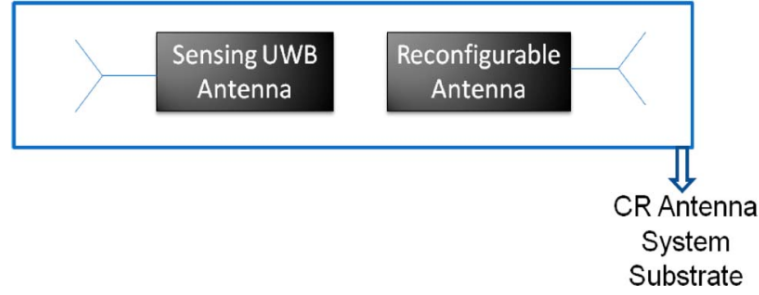 Sensing UWB
Antenna
Reconfigurable
Antenna
CR Antenna
System
Substrate